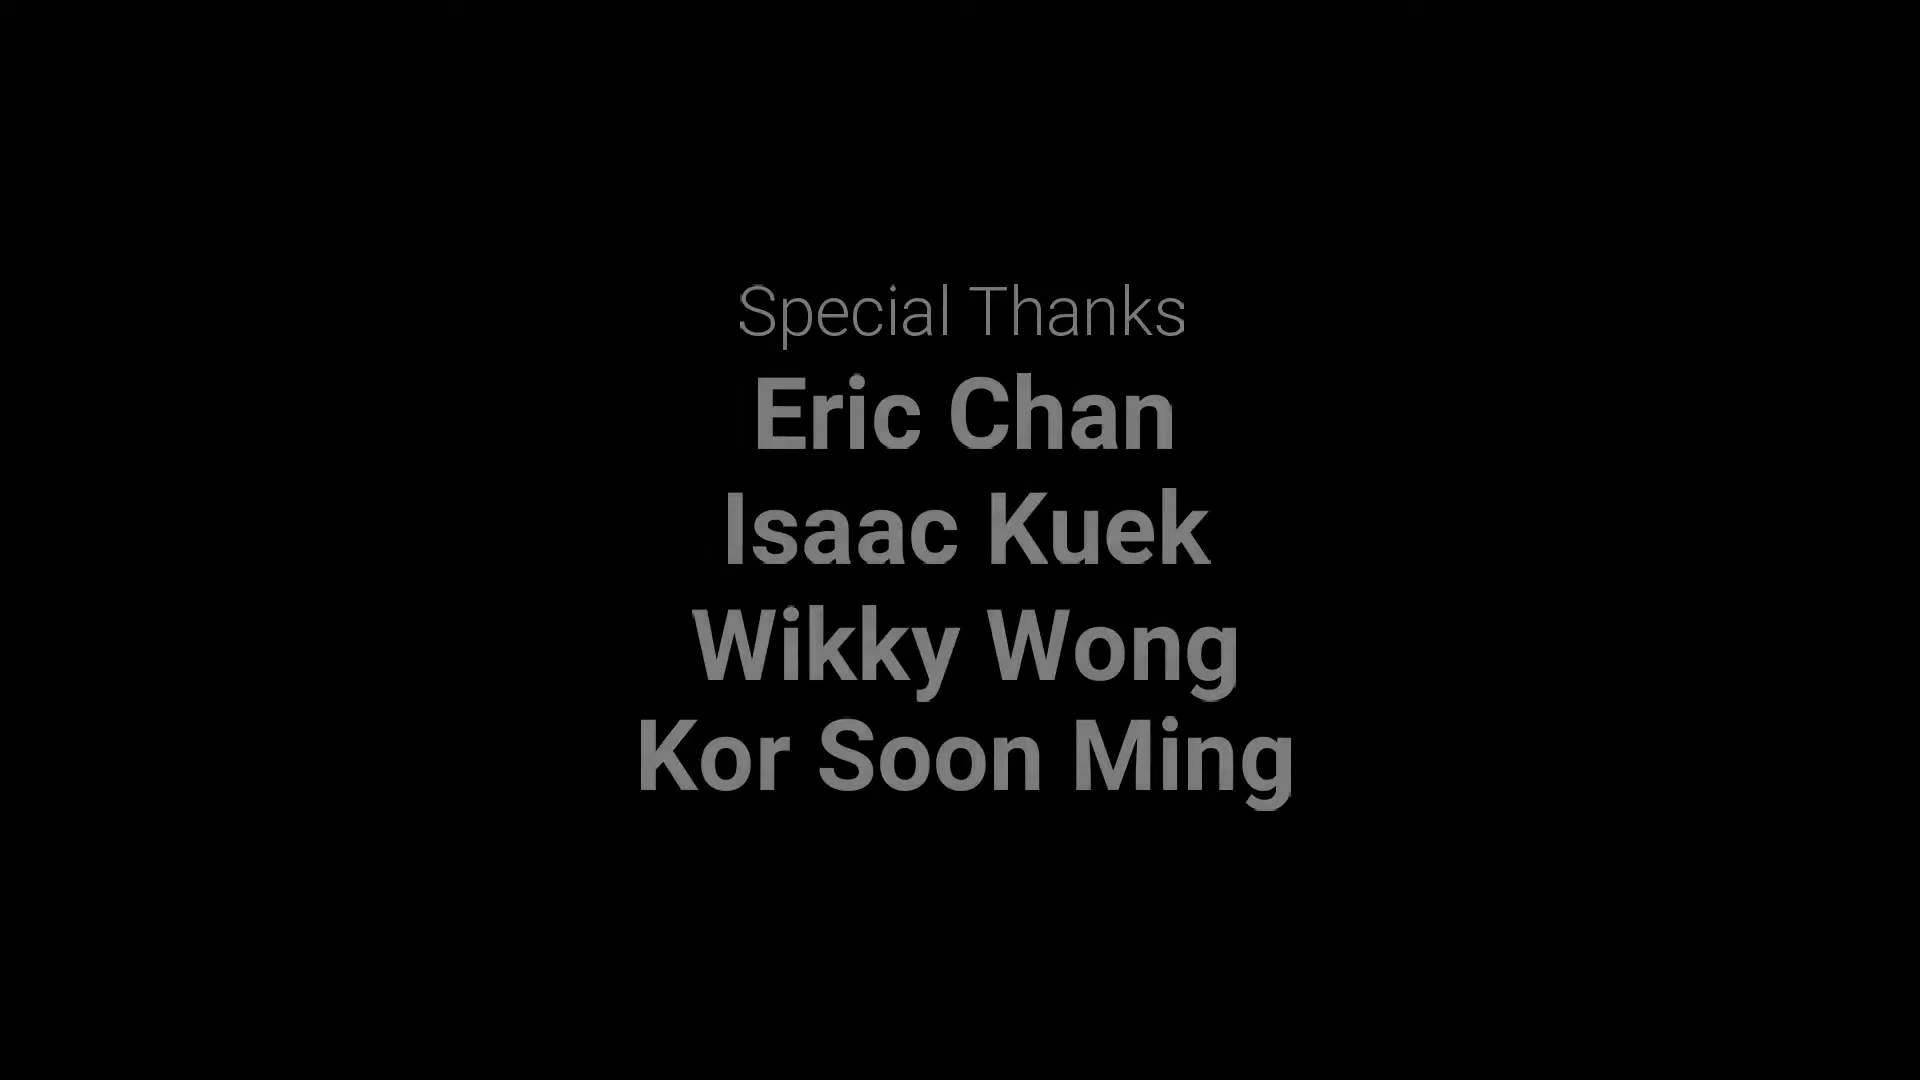 Special Thanks
Eric Chan
Isaac Kuek
Wikky Wong
Kor Soon Ming